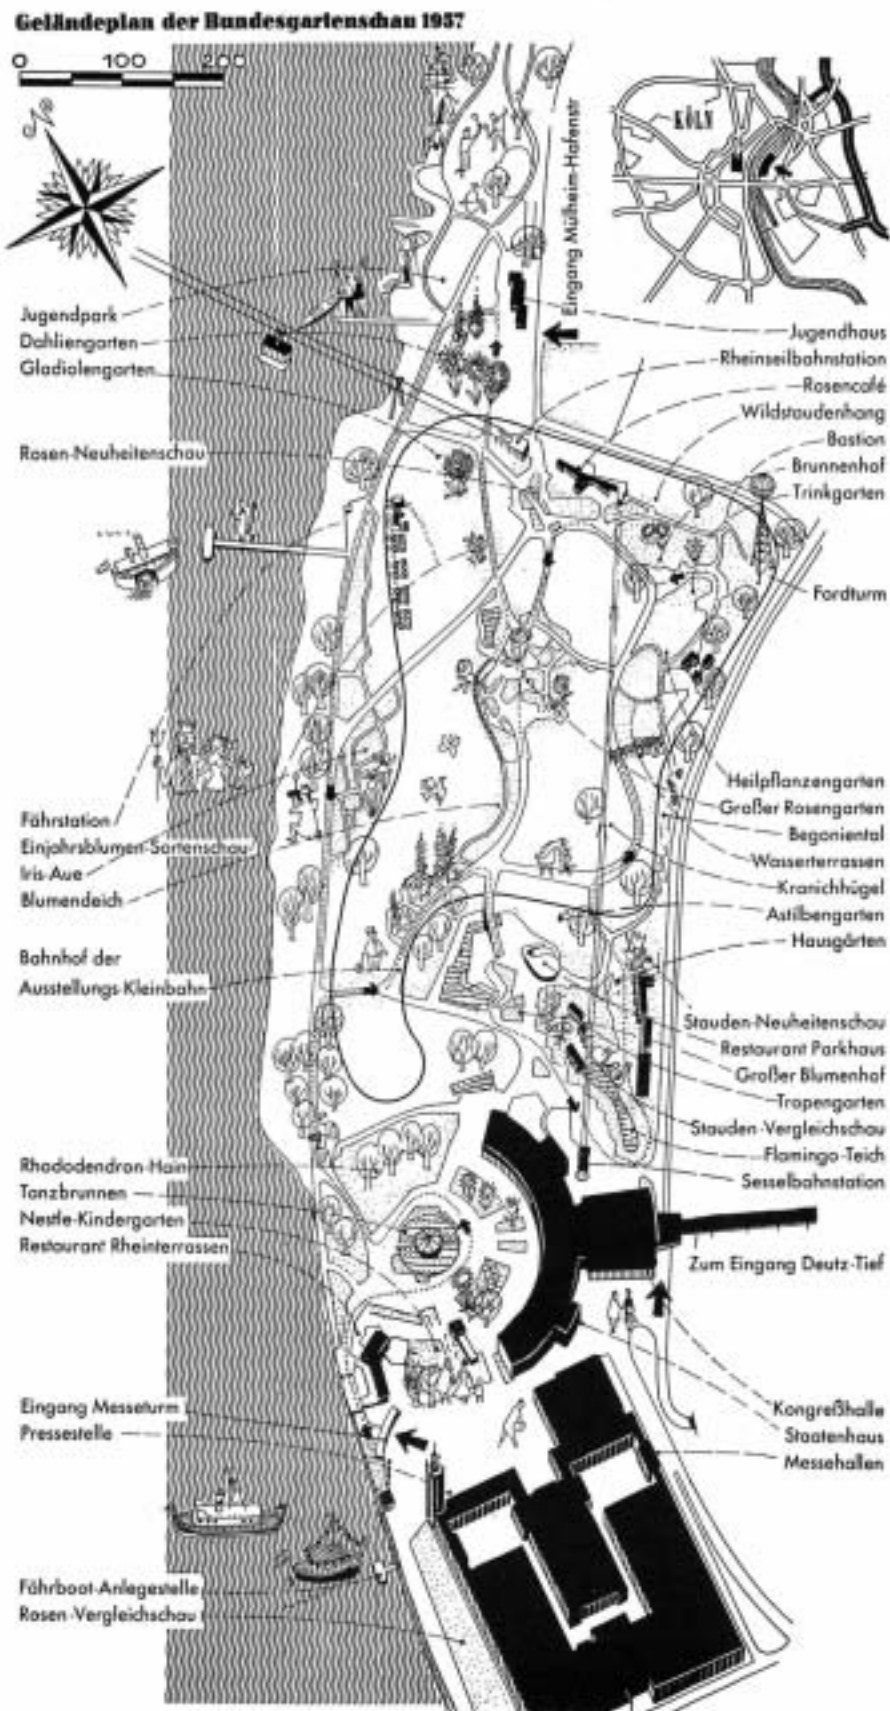 Geländeplan der Bundesgartenschau 1957
0 100 200
N
KÖLN
Eingang Mülheim-Hafenstr
Jugendpark
Dahliengarten
Gladiolengarten
Rosen-Neuheitenschau
Jugendhaus
Rheinseilbahnstation
Rosencafé
Wildstaudenhang
Bastion
Brunnenhof
Trinkgarten
Fordturm
Fährstation
Einjahrsblumen-Sortenschau
Iris-Aue
Blumendeich
Bahnhof der
Ausstellungs-Kleinbahn
Heilpflanzengarten
Großer Rosengarten
Begoniental
Wasserterrassen
Kranichhügel
Astilbengarten
Hausgärten
Stauden-Neuheitenschau
Restaurant Parkhaus
Großer Blumenhof
Tropengarten
Stauden-Vergleichschau
Flamingo-Teich
Sesselbahnstation
Rhododendron-Hain
Tanzbrunnen
Nestle-Kindergarten
Restaurant Rheinterrassen
Zum Eingang Deutz-Tief
Eingang Messeturm
Pressestelle
Kongreßhalle
Staatenhaus
Messehallen
Fährboot-Anlegestelle
Rosen-Vergleichschau